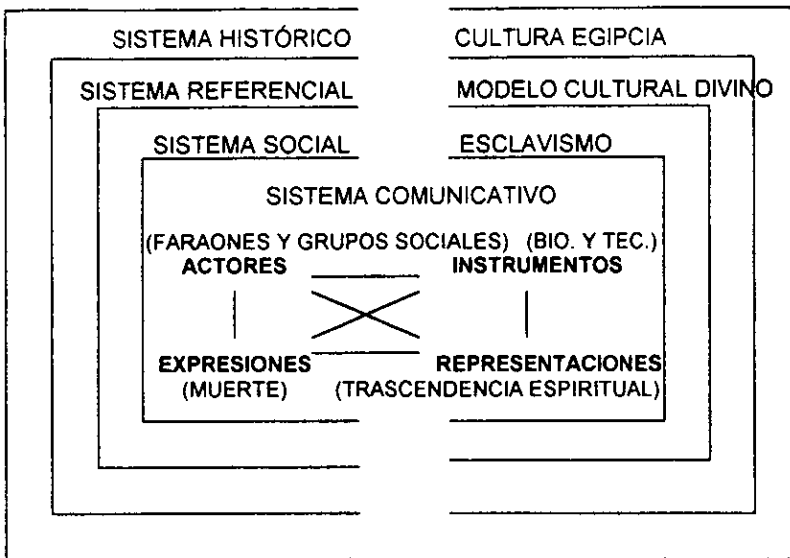 SISTEMA HISTÓRICO CULTURA EGIPCIA
SISTEMA REFERENCIAL MODELO CULTURAL DIVINO
SISTEMA SOCIAL ESCLAVISMO
SISTEMA COMUNICATIVO
(FARAONES Y GRUPOS SOCIALES) (BIO. Y TEC.)
ACTORES INSTRUMENTOS
EXPRESIONES REPRESENTACIONES
(MUERTE) (TRASCENDENCIA ESPIRITUAL)